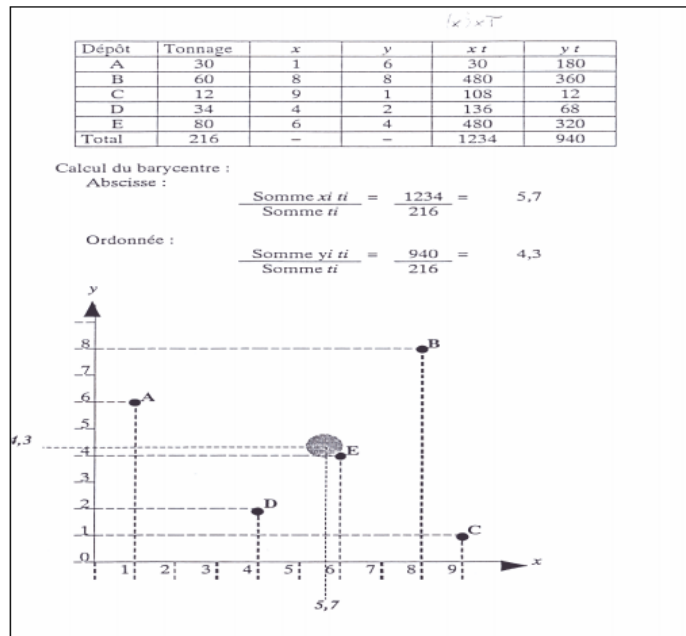 (x) x T
Dépôt Tonnage x y x t y t
A 30 1 6 30 180
B 60 8 8 480 360
C 12 9 1 108 12
D 34 4 2 136 68
E 80 6 4 480 320
Total 216 – – 1234 940
Calcul du barycentre :
Abscisse :
Somme xi ti = 1234 = 5,7
Somme ti 216
Ordonnée :
Somme yi ti = 940 = 4,3
Somme ti 216
y
8 B
7
6 A
5
4,3
4 E
3
2 D
1 C
0
1 2 3 4 5 6 7 8 9 x
5,7